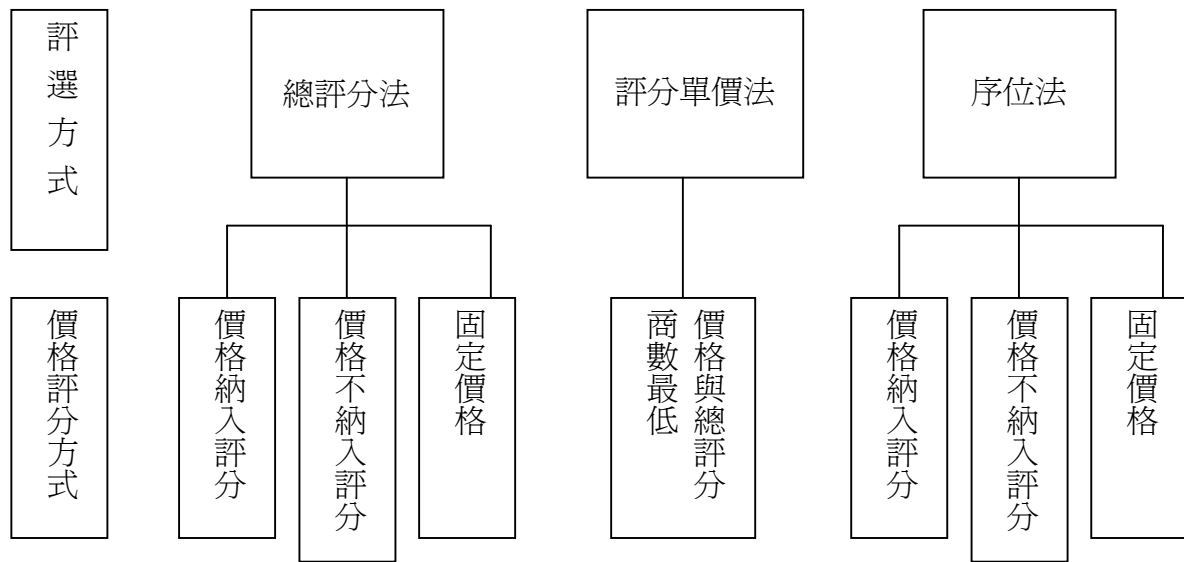 評選方式
總評分法
評分單價法
序位法
價格評分方式
價格納入評分
價格不納入評分
固定價格
價格與總評分
商數最低
價格納入評分
價格不納入評分
固定價格